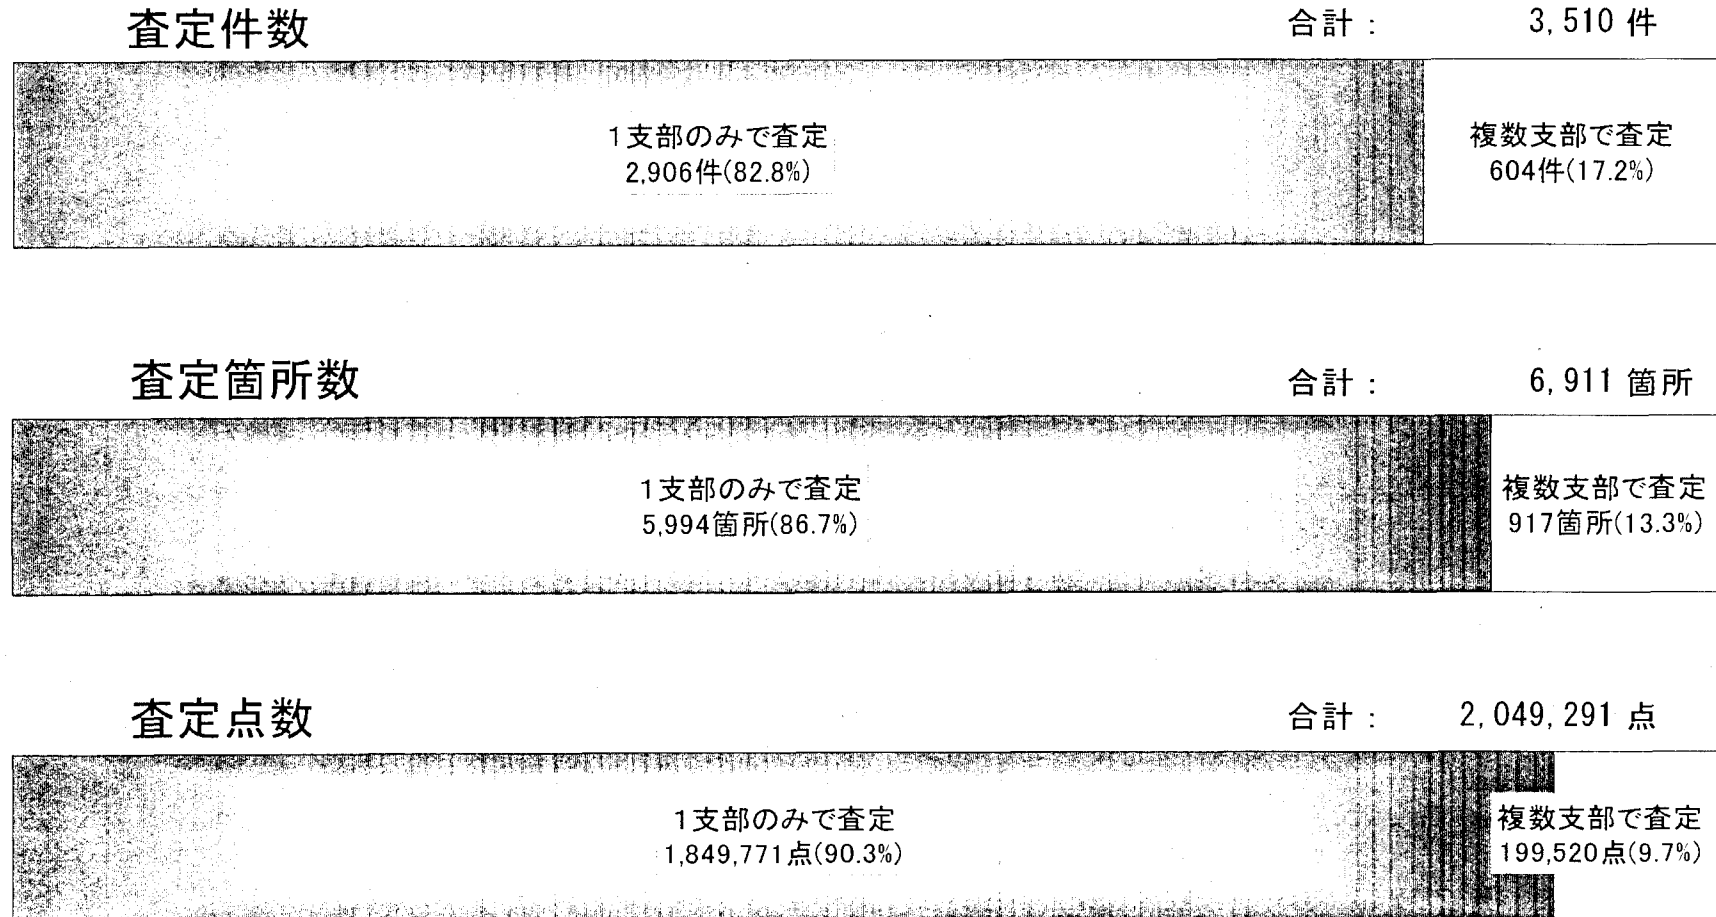 査定件数
合計： 3,510 件
1支部のみで査定
2,906件(82.8%)
複数支部で査定
604件(17.2%)
査定箇所数
合計： 6,911 箇所
1支部のみで査定
5,994箇所(86.7%)
複数支部で査定
917箇所(13.3%)
査定点数
合計： 2,049,291 点
1支部のみで査定
1,849,771点(90.3%)
複数支部で査定
199,520点(9.7%)